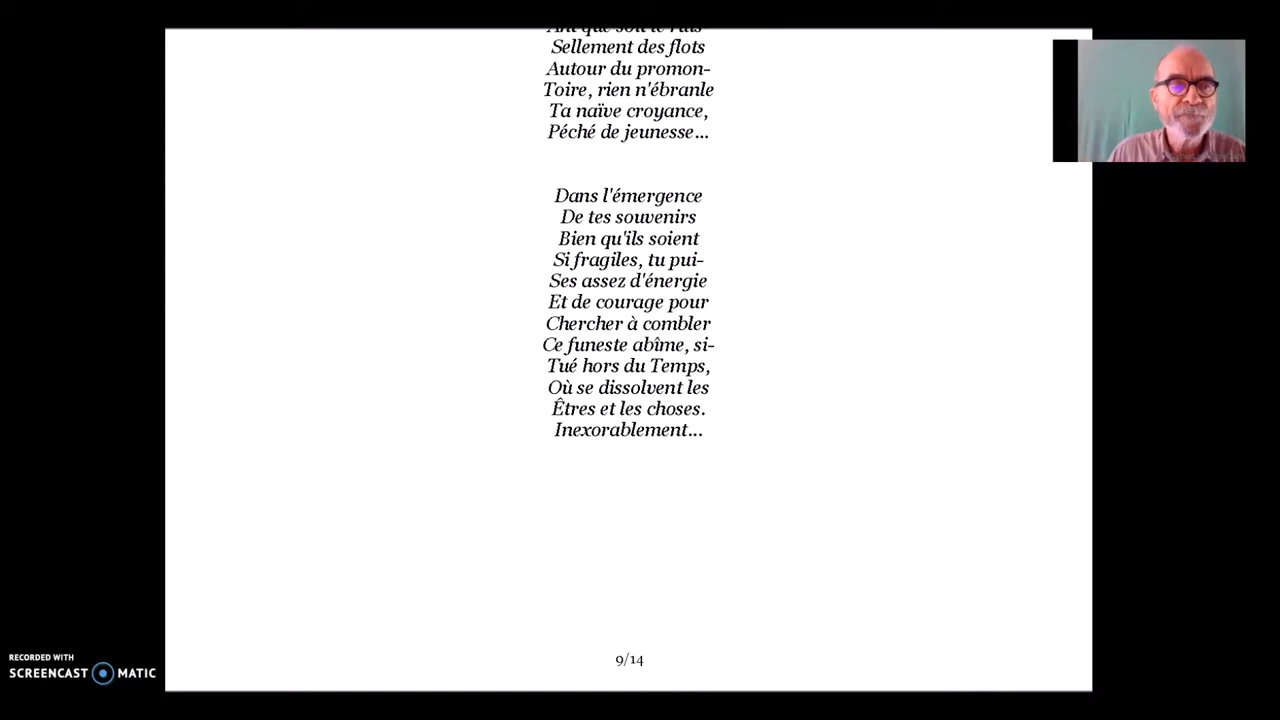 Sellement des flots
Autour du promon-
Toire, rien n'ébranle
Ta naïve croyance,
Péché de jeunesse...
Dans l'émergence
De tes souvenirs
Bien qu'ils soient
Si fragiles, tu pui-
Ses assez d'énergie
Et de courage pour
Chercher à combler
Ce funeste abîme, si-
Tué hors du Temps,
Où se dissolvent les
Êtres et les choses.
Inexorablement...
9/14
RECORDED WITH
SCREENCAST MATIC